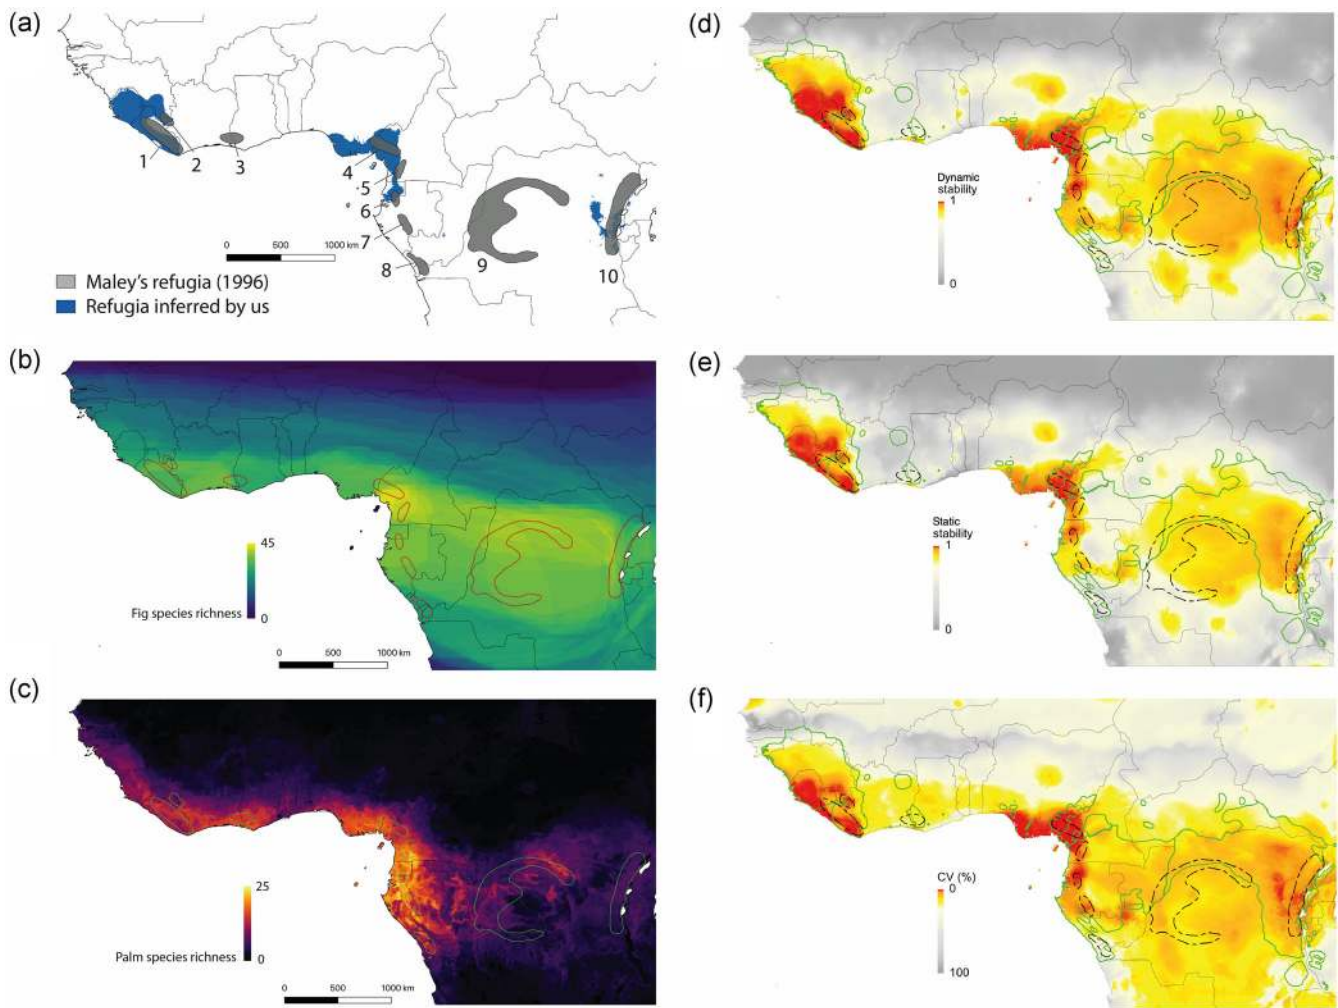 (a)
1
2
3
4
5
6
7
8
9
10
0 500 1000 km
Maley's refugia (1996)
Refugia inferred by us
(b)
45
0
Fig species richness
0 500 1000 km
(c)
25
0
Palm species richness
0 500 1000 km
(d)
Dynamic
stability
1
0
(e)
Static
stability
1
0
(f)
CV (%)
0
100